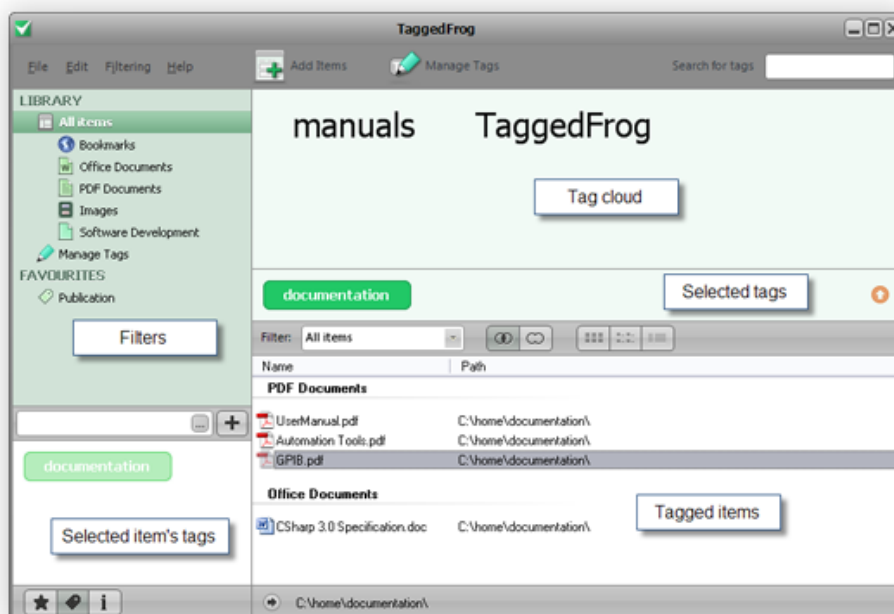 TaggedFrog
File Edit Filtering Help
Add Items
Manage Tags
Search for tags
LIBRARY
All items
Bookmarks
Office Documents
PDF Documents
Images
Software Development
Manage Tags
FAVOURITES
Publication
Filters
documentation
Selected item's tags
manuals TaggedFrog
Tag cloud
documentation
Selected tags
Filter: All items
Name Path
PDF Documents
UserManual.pdf C:\home\documentation\
Automation Tools.pdf C:\home\documentation\
GPIB.pdf C:\home\documentation\
Office Documents
CSharp 3.0 Specification.doc C:\home\documentation\
Tagged items
C:\home\documentation\